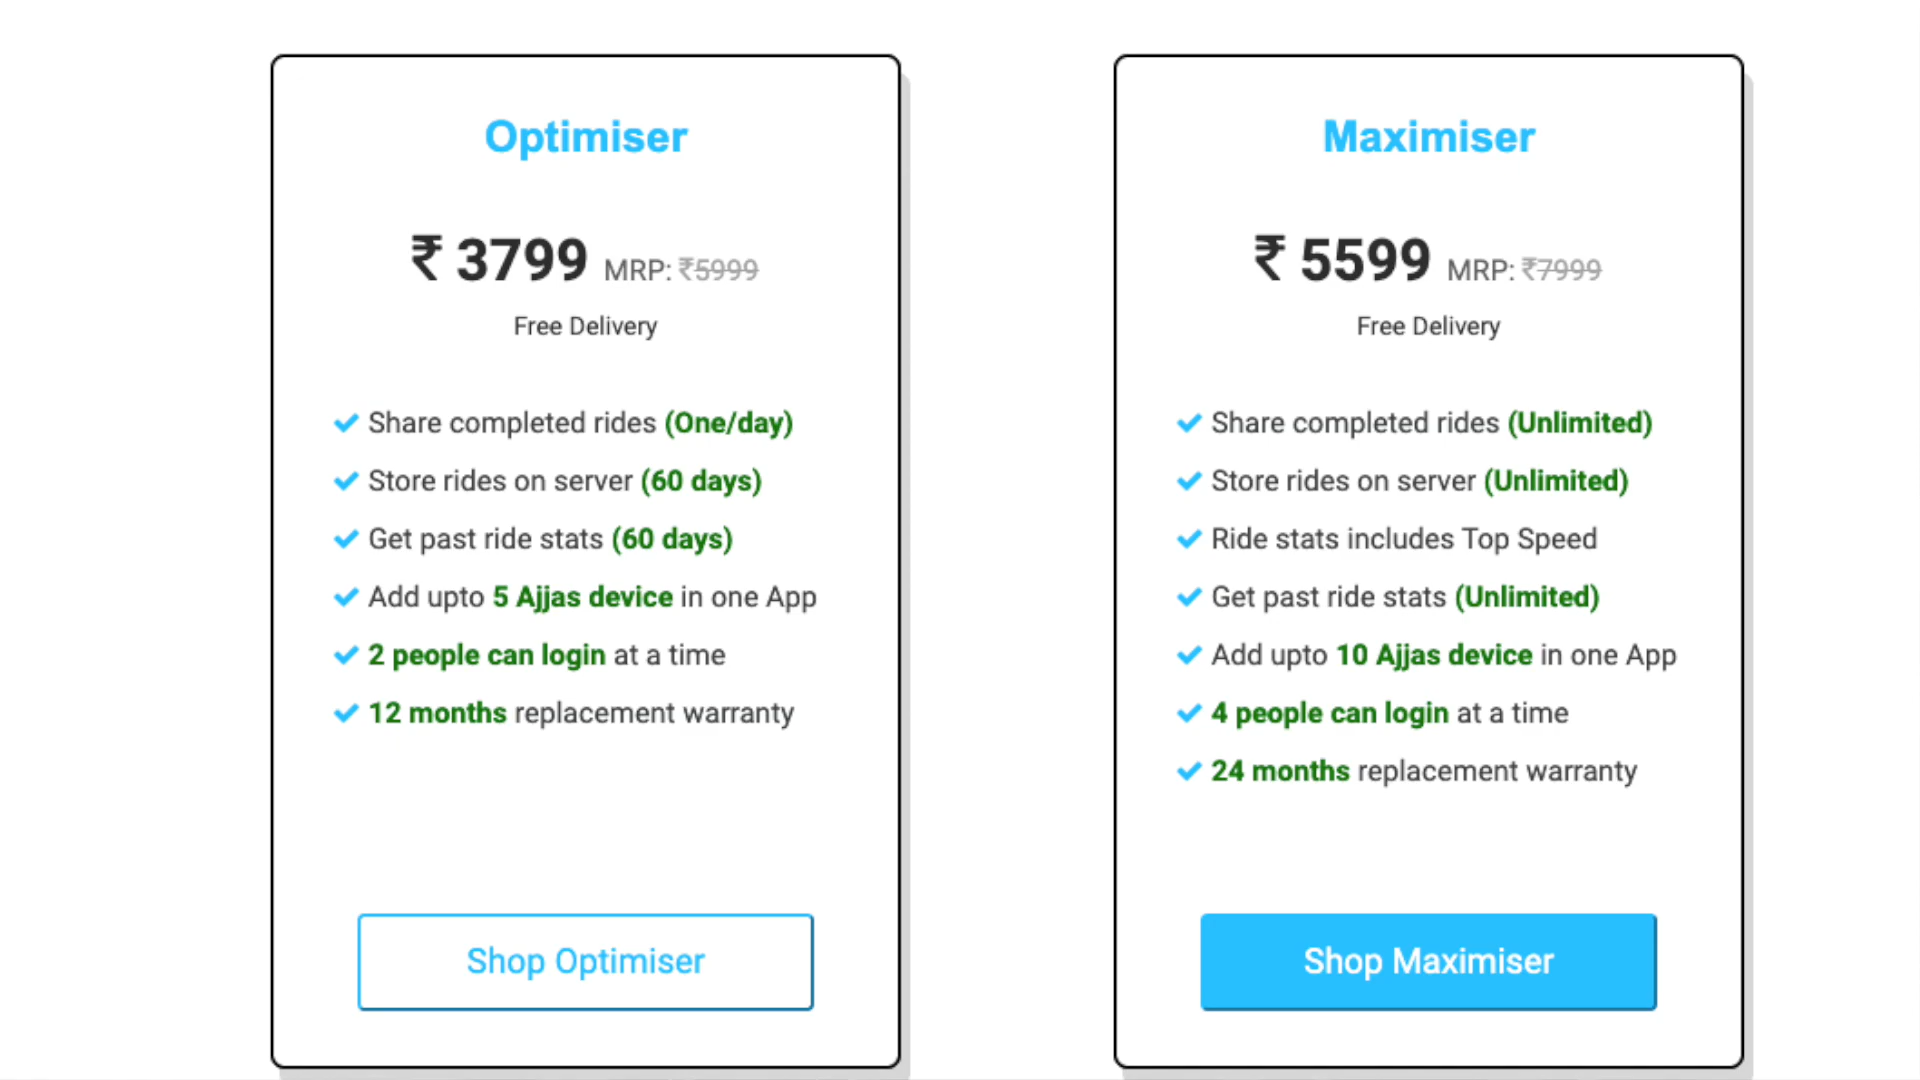 Optimiser
₹ 3799 MRP: ₹5999
Free Delivery
Share completed rides (One/day)
Store rides on server (60 days)
Get past ride stats (60 days)
Add upto 5 Ajjas device in one App
2 people can login at a time
12 months replacement warranty
Shop Optimiser
Maximiser
₹ 5599 MRP: ₹7999
Free Delivery
Share completed rides (Unlimited)
Store rides on server (Unlimited)
Ride stats includes Top Speed
Get past ride stats (Unlimited)
Add upto 10 Ajjas device in one App
4 people can login at a time
24 months replacement warranty
Shop Maximiser